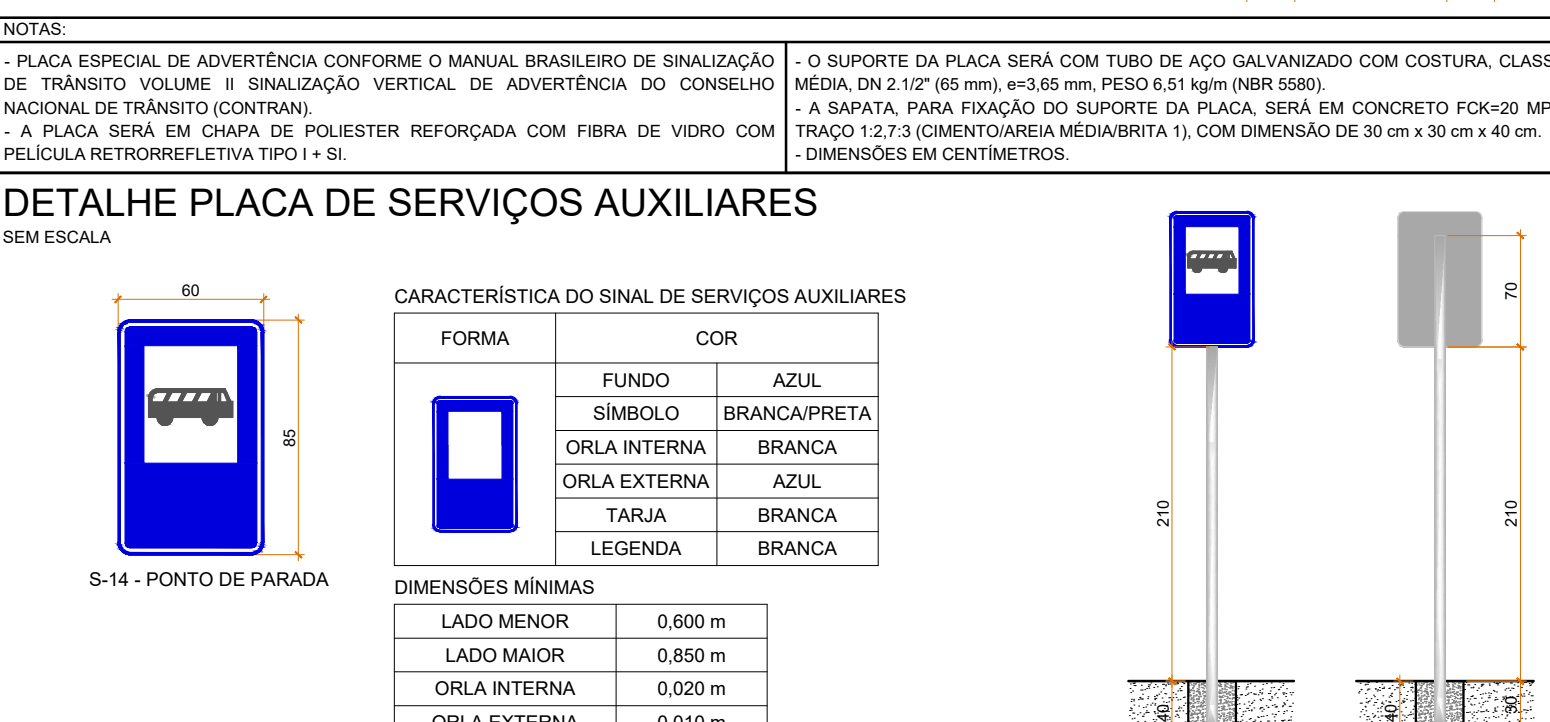 NOTAS:
- PLACA ESPECIAL DE ADVERTÊNCIA CONFORME O MANUAL BRASILEIRO DE SINALIZAÇÃO
DE TRÂNSITO VOLUME II SINALIZAÇÃO VERTICAL DE ADVERTÊNCIA DO CONSELHO
NACIONAL DE TRÂNSITO (CONTRAN).
- A PLACA SERÁ EM CHAPA DE POLIESTER REFORÇADA COM FIBRA DE VIDRO COM
PELÍCULA RETRORREFLETIVA TIPO I + SI.
- O SUPORTE DA PLACA SERÁ COM TUBO DE AÇO GALVANIZADO COM COSTURA, CLASS
MÉDIA, DN 2.1/2" (65 mm), e=3,65 mm, PESO 6,51 kg/m (NBR 5580).
- A SAPATA, PARA FIXAÇÃO DO SUPORTE DA PLACA, SERÁ EM CONCRETO FCK=20 MP
TRAÇO 1:2,7:3 (CIMENTO/AREIA MÉDIA/BRITA 1), COM DIMENSÃO DE 30 cm x 30 cm x 40 cm.
- DIMENSÕES EM CENTÍMETROS.
DETALHE PLACA DE SERVIÇOS AUXILIARES
SEM ESCALA
60
85
S-14 - PONTO DE PARADA
CARACTERÍSTICA DO SINAL DE SERVIÇOS AUXILIARES
FORMA COR
FUNDO AZUL
SÍMBOLO BRANCA/PRETA
ORLA INTERNA BRANCA
ORLA EXTERNA AZUL
TARJA BRANCA
LEGENDA BRANCA
DIMENSÕES MÍNIMAS
LADO MENOR 0,600 m
LADO MAIOR 0,850 m
ORLA INTERNA 0,020 m
ORLA EXTERNA 0,010 m
210
40
70
210
40
30